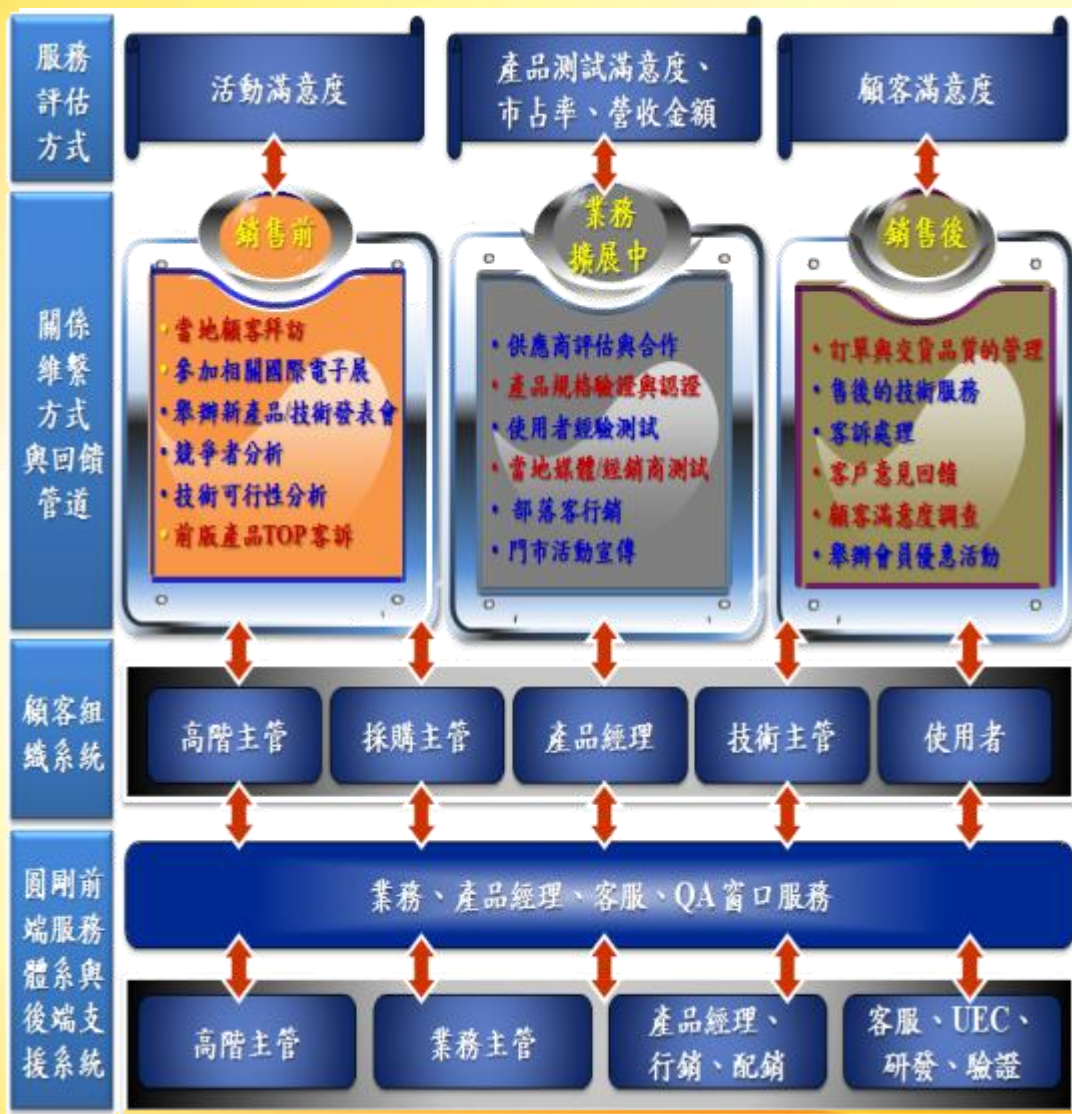 服務
評估
方式
活動滿意度
產品測試滿意度、
市占率、營收金額
顧客滿意度
關係
維繫
方式
與回饋
管道
銷售前
當地顧客拜訪
參加相關國際電子展
舉辦新產品/技術發表會
競爭者分析
技術可行性分析
前版產品TOP客訴
業務
擴展中
供應商評估與合作
產品規格驗證與認證
使用者經驗測試
當地媒體/經銷商測試
部落客行銷
門市活動宣傳
銷售後
訂單與交貨品質的管理
售後的技術服務
客訴處理
客戶意見回饋
顧客滿意度調查
舉辦會員優惠活動
顧客組
織系統
高階主管
採購主管
產品經理
技術主管
使用者
圓剛前
端服務
體系與
後端支
援系統
業務、產品經理、客服、QA窗口服務
高階主管
業務主管
產品經理、
行銷、配銷
客服、UEC、
研發、驗證